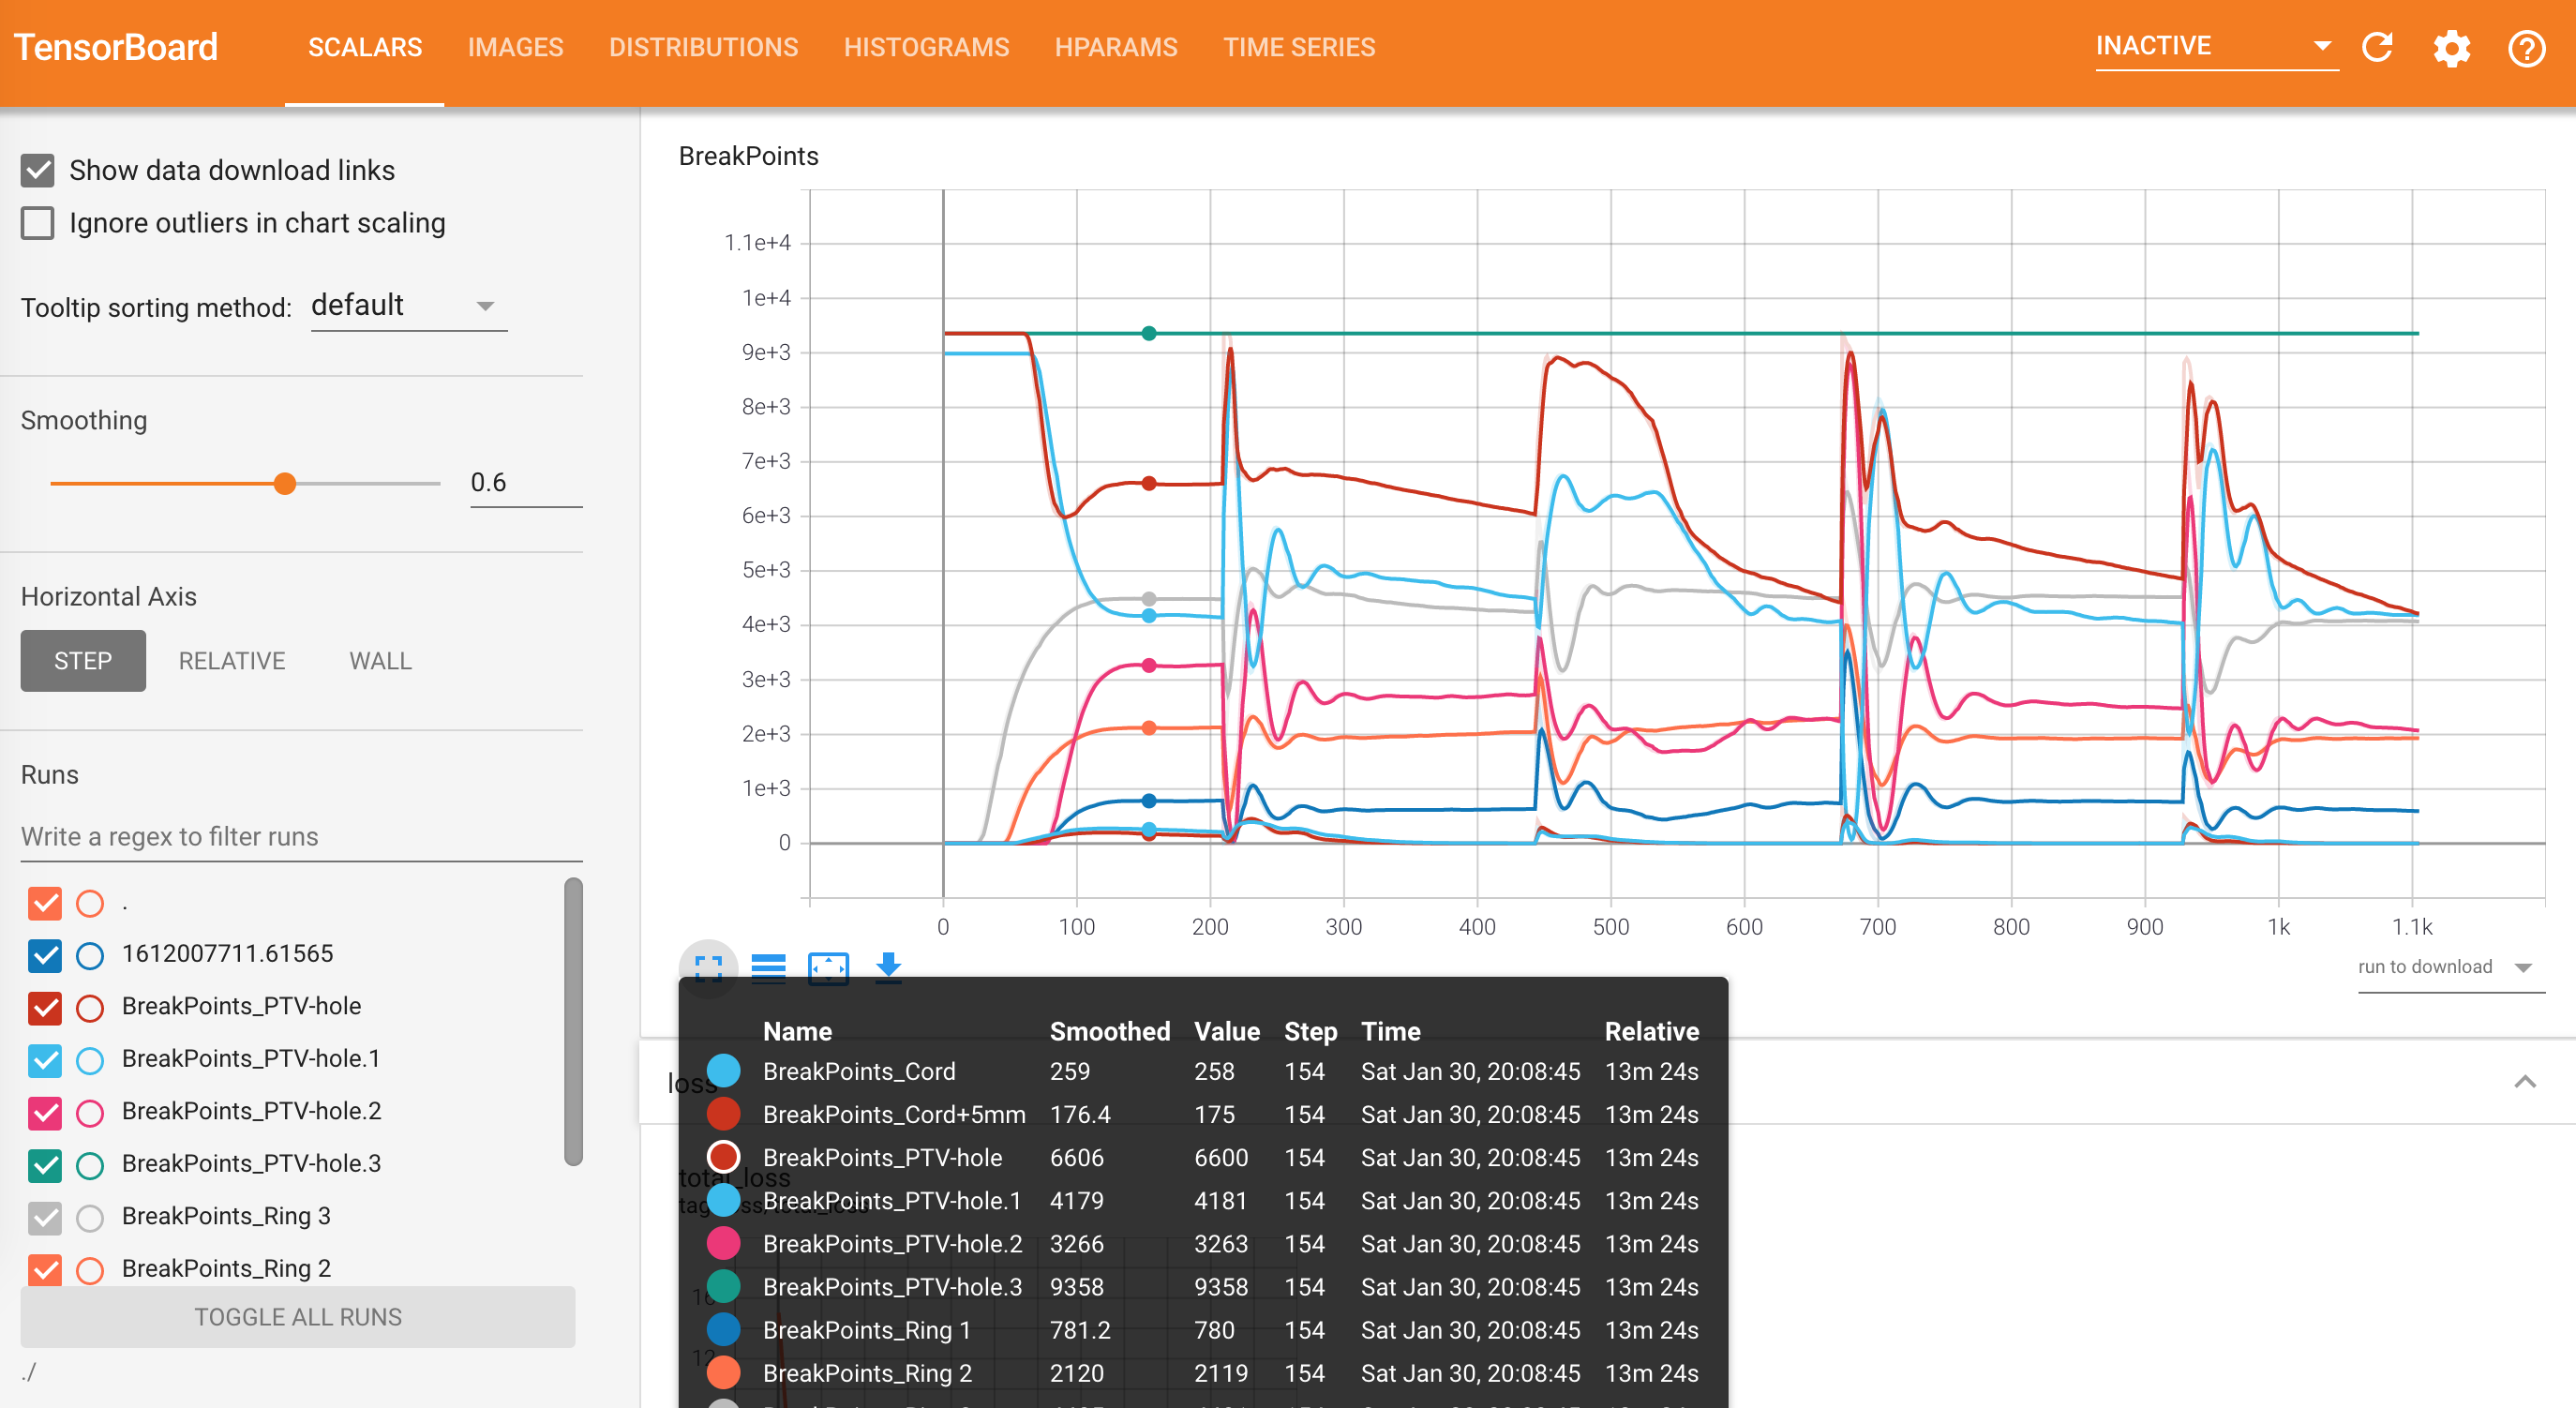 TensorBoard SCALARS IMAGES DISTRIBUTIONS HISTOGRAMS HPARAMS TIME SERIES INACTIVE
Show data download links
Ignore outliers in chart scaling
Tooltip sorting method: default
Smoothing
0.6
Horizontal Axis
STEP RELATIVE WALL
Runs
Write a regex to filter runs
.
1612007711.61565
BreakPoints_PTV-hole
BreakPoints_PTV-hole.1
BreakPoints_PTV-hole.2
BreakPoints_PTV-hole.3
BreakPoints_Ring 3
BreakPoints_Ring 2
TOGGLE ALL RUNS
./
BreakPoints
1.1e+4
1e+4
9e+3
8e+3
7e+3
6e+3
5e+3
4e+3
3e+3
2e+3
1e+3
0
0 100 200 300 400 500 600 700 800 900 1k 1.1k
run to download
loss
total_loss
Name Smoothed Value Step Time Relative
BreakPoints_Cord 259 258 154 Sat Jan 30, 20:08:45 13m 24s
BreakPoints_Cord+5mm 176.4 175 154 Sat Jan 30, 20:08:45 13m 24s
BreakPoints_PTV-hole 6606 6600 154 Sat Jan 30, 20:08:45 13m 24s
BreakPoints_PTV-hole.1 4179 4181 154 Sat Jan 30, 20:08:45 13m 24s
BreakPoints_PTV-hole.2 3266 3263 154 Sat Jan 30, 20:08:45 13m 24s
BreakPoints_PTV-hole.3 9358 9358 154 Sat Jan 30, 20:08:45 13m 24s
BreakPoints_Ring 1 781.2 780 154 Sat Jan 30, 20:08:45 13m 24s
BreakPoints_Ring 2 2120 2119 154 Sat Jan 30, 20:08:45 13m 24s